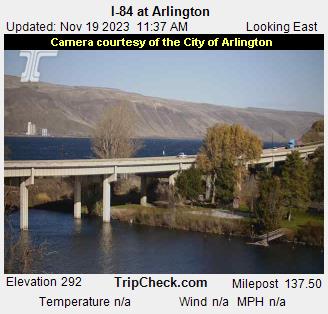 I-84 at Arlington
Updated: Nov 19 2023 11:37 AM Looking East
Camera courtesy of the City of Arlington
Elevation 292 TripCheck.com Milepost 137.50
Temperature n/a Wind n/a MPH n/a